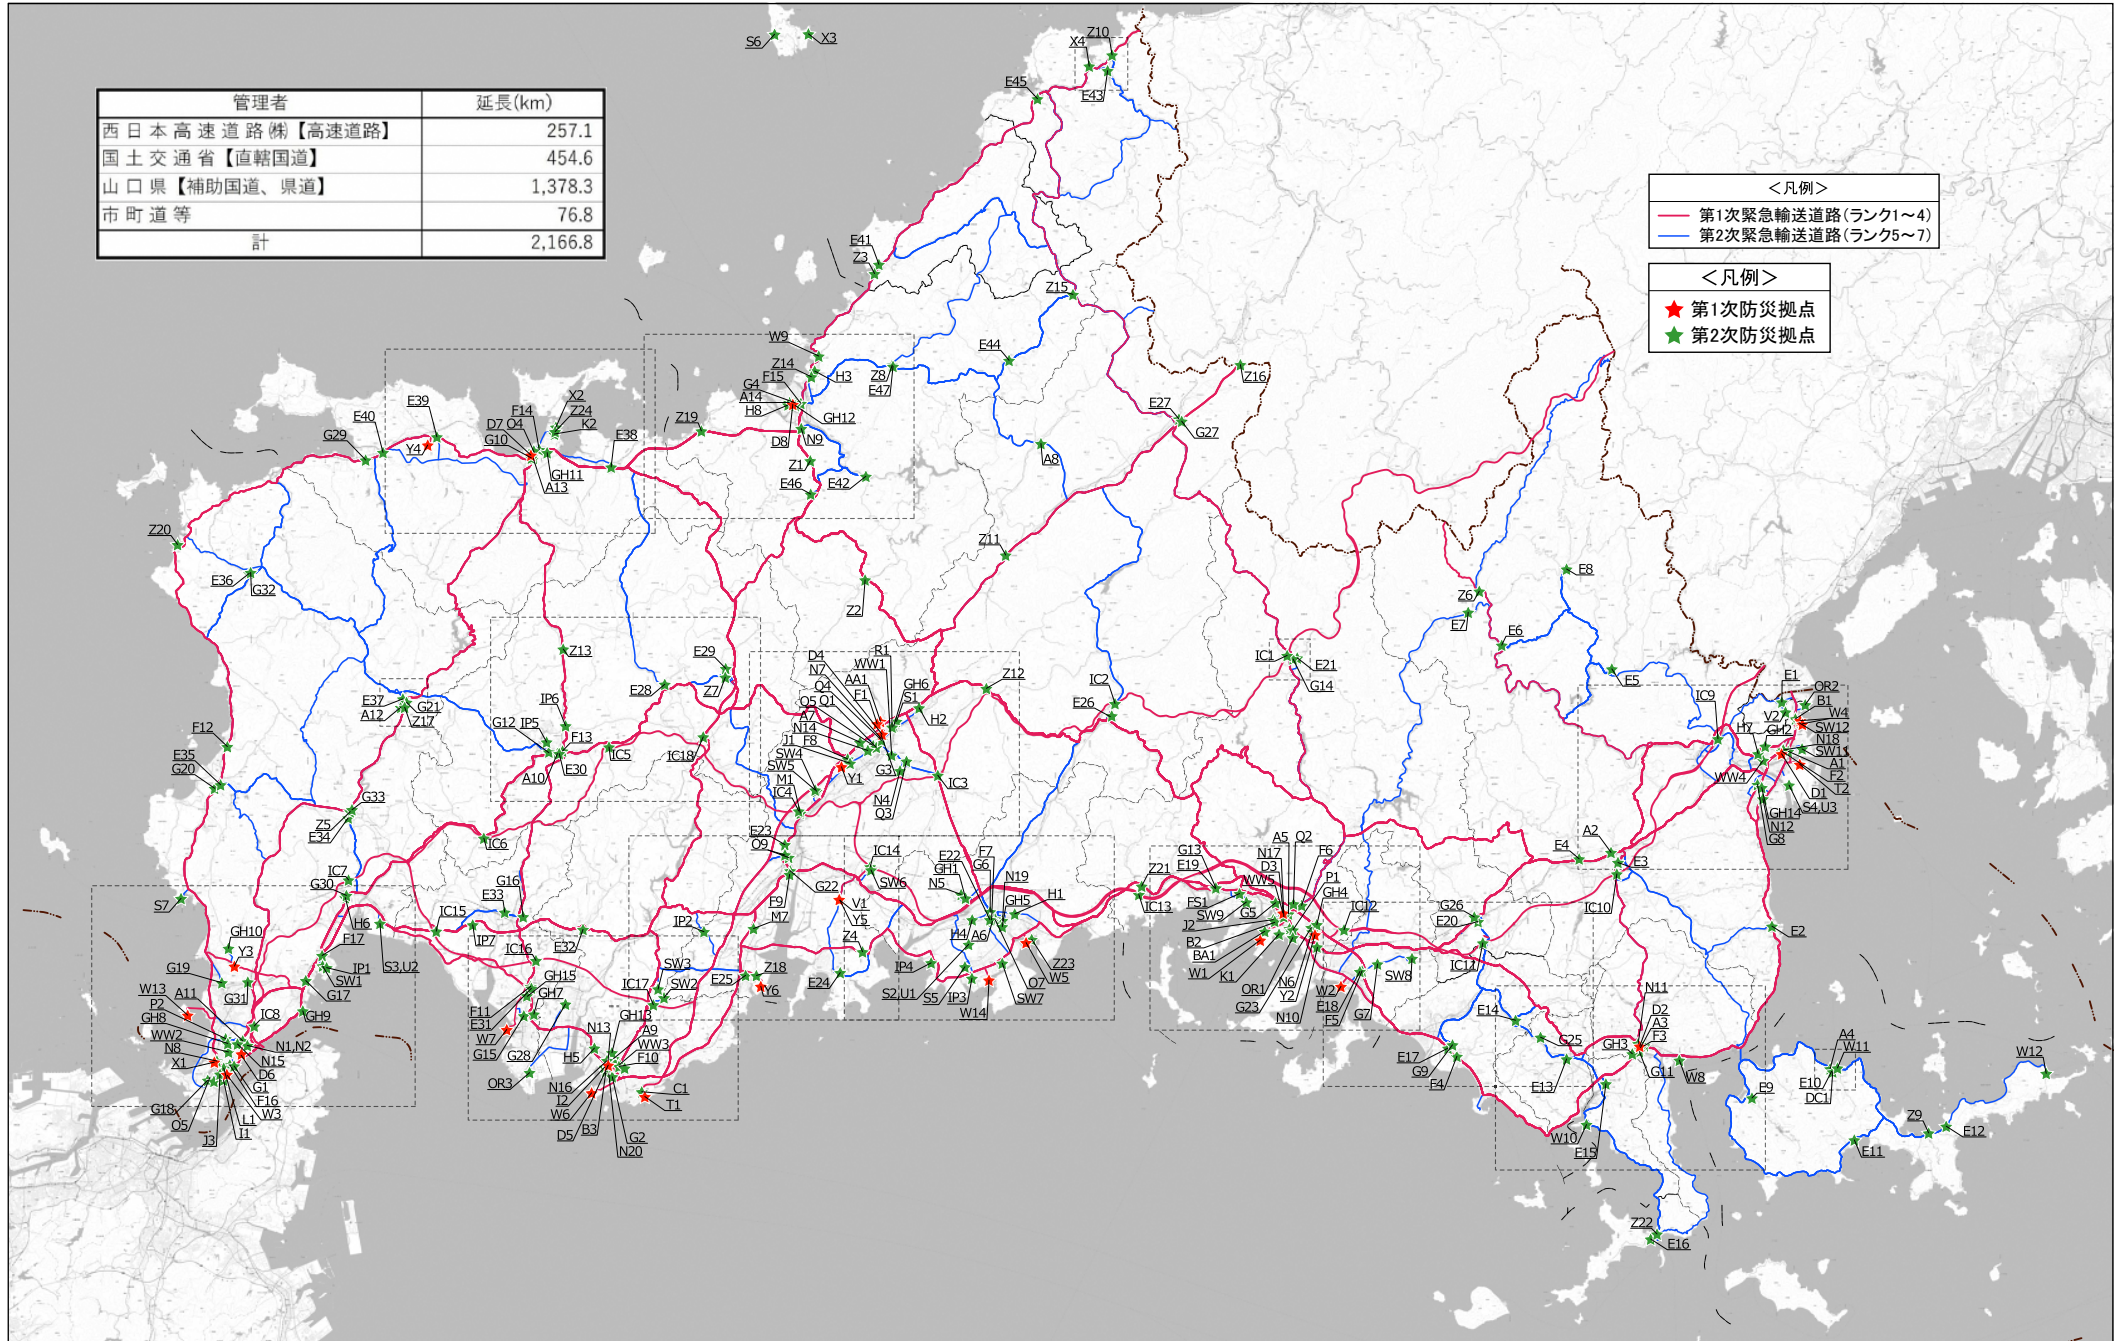 管理者 延長(km)
西日本高速道路㈱【高速道路】 257.1
国土交通省【直轄国道】 454.6
山口県【補助国道、県道】 1,378.3
市町道等 76.8
計 2,166.8
＜凡例＞
第1次緊急輸送道路(ランク1～4)
第2次緊急輸送道路(ランク5～7)
＜凡例＞
第1次防災拠点
第2次防災拠点
S6
X3
Z10
X4
E45
E43
E41
Z3
Z15
W9
Z14
H3
F15
G4
A14
H8
GH12
D8
N9
Z8
E47
E44
Z16
E27
G27
Z19
Z1
E46
E42
A8
E40
E39
G29
Y4
D7
O4
F14
G10
X2
Z24
K2
GH11
A13
E38
Z20
E36
G32
Z11
Z2
E8
Z6
E7
E6
E5
Z13
IP6
E29
Z7
E28
D4
N7
Q4
O5
Q1
A7
N14
F8
J1
SW4
SW5
M1
IC4
R1
WW1
AA1
F1
GH6
S1
H2
Z12
Y1
G3
N4
Q3
IC3
IC2
E26
IC1
E21
G14
E37
A12
G21
Z17
G12
IP5
F13
E30
A10
IC5
IC18
F12
E35
G20
G33
Z5
E34
IC6
IC7
G30
S7
H6
IC9
E1
OR2
B1
V2
W4
SW12
H7
GH2
N18
SW11
A1
F2
T2
WW4
D1
S4,U3
GH14
N12
G8
E4
A2
E3
IC10
E2
E23
O9
IC14
SW6
G22
F9
M7
V1
Y5
Z4
E24
F7
E22
GH1
G6
N5
N19
GH5
H1
H4
A6
IP4
S2,U1
S5
IP3
W14
O7
Z23
W5
SW7
Z21
IC13
G13
E19
FS1
SW9
G5
A5
N17
D3
WW5
Q2
F6
P1
GH4
IC12
J2
B2
BA1
W1
K1
OR1
G23
N6
Y2
N10
W2
E18
F5
G7
SW8
G26
E20
IC11
E14
G25
E13
E17
G9
F4
N11
D2
A3
F3
GH3
G11
W8
W10
E15
Z22
E16
A4
W11
E10
DC1
E9
E11
Z9
E12
W12
G16
E33
IC15
IP7
IC16
E32
IP2
S3,U2
GH15
GH7
F11
E31
W7
G15
G28
OR3
H5
N13
GH13
A9
WW3
F10
N16
I2
W6
D5
B3
G2
N20
C1
T1
IC17
SW3
SW2
E25
Z18
Y6
F17
IP1
SW1
G17
GH9
GH10
Y3
G19
G31
W13
A11
P2
GH8
WW2
N8
X1
IC8
N1,N2
N15
D6
G1
F16
W3
L1
I1
J3
O5
G18